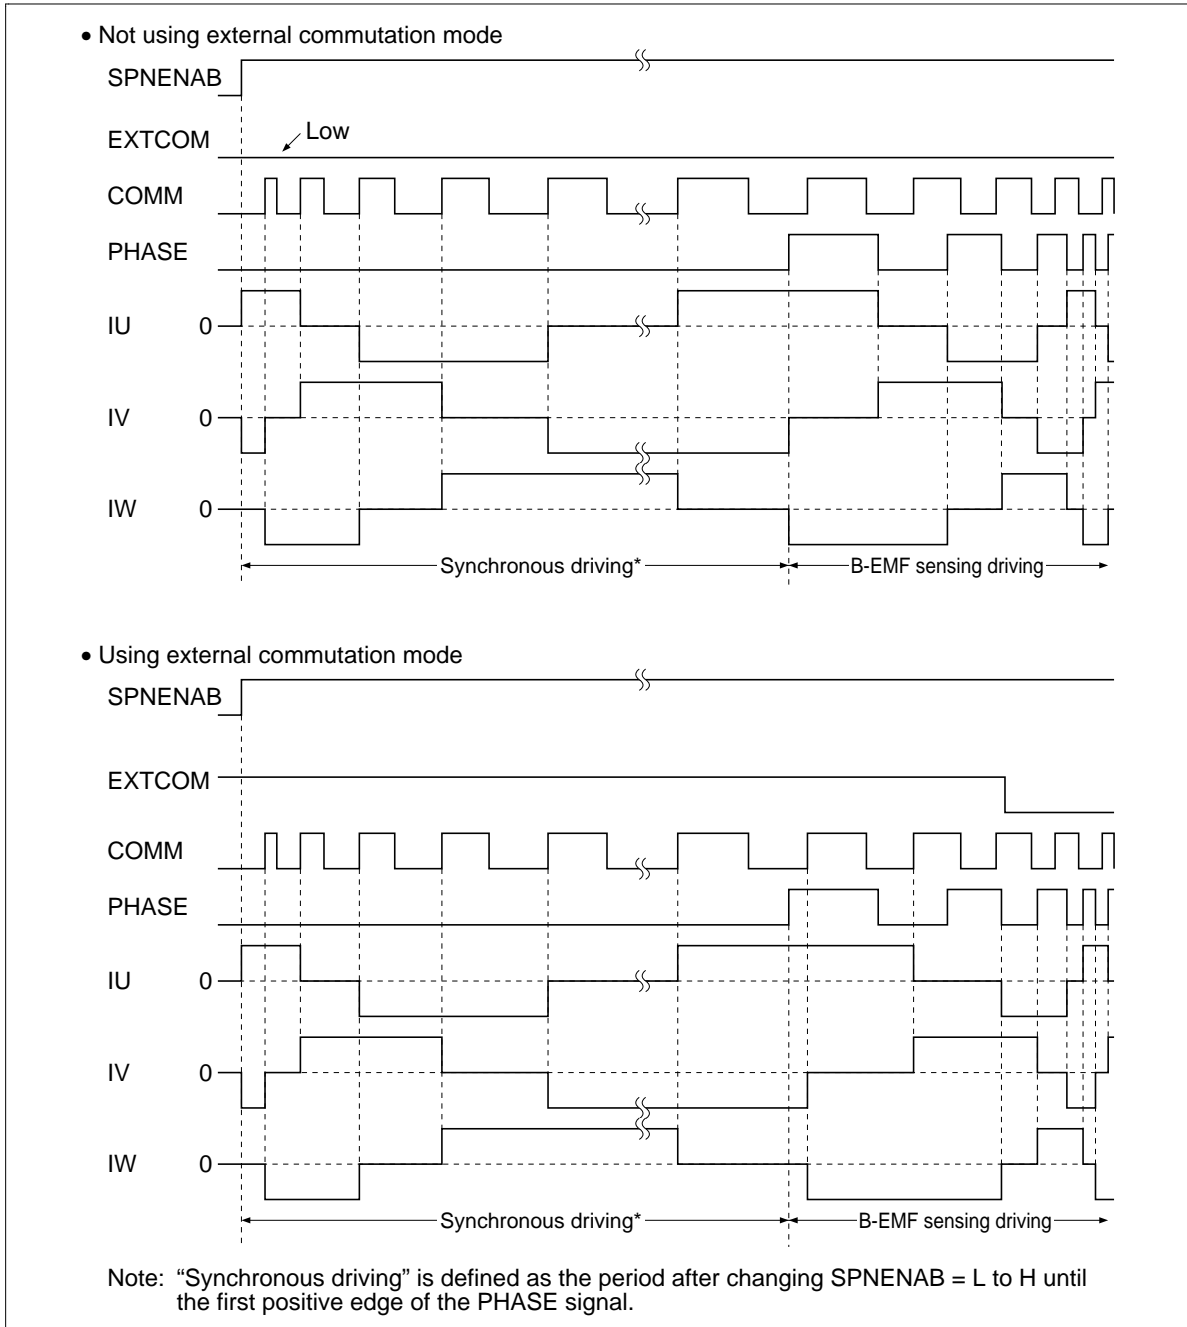 • Not using external commutation mode
SPNENAB
EXTCOM
Low
COMM
PHASE
IU 0
IV 0
IW 0
Synchronous driving* B-EMF sensing driving
• Using external commutation mode
SPNENAB
EXTCOM
COMM
PHASE
IU 0
IV 0
IW 0
Synchronous driving* B-EMF sensing driving
Note: “Synchronous driving” is defined as the period after changing SPNENAB = L to H until
the first positive edge of the PHASE signal.